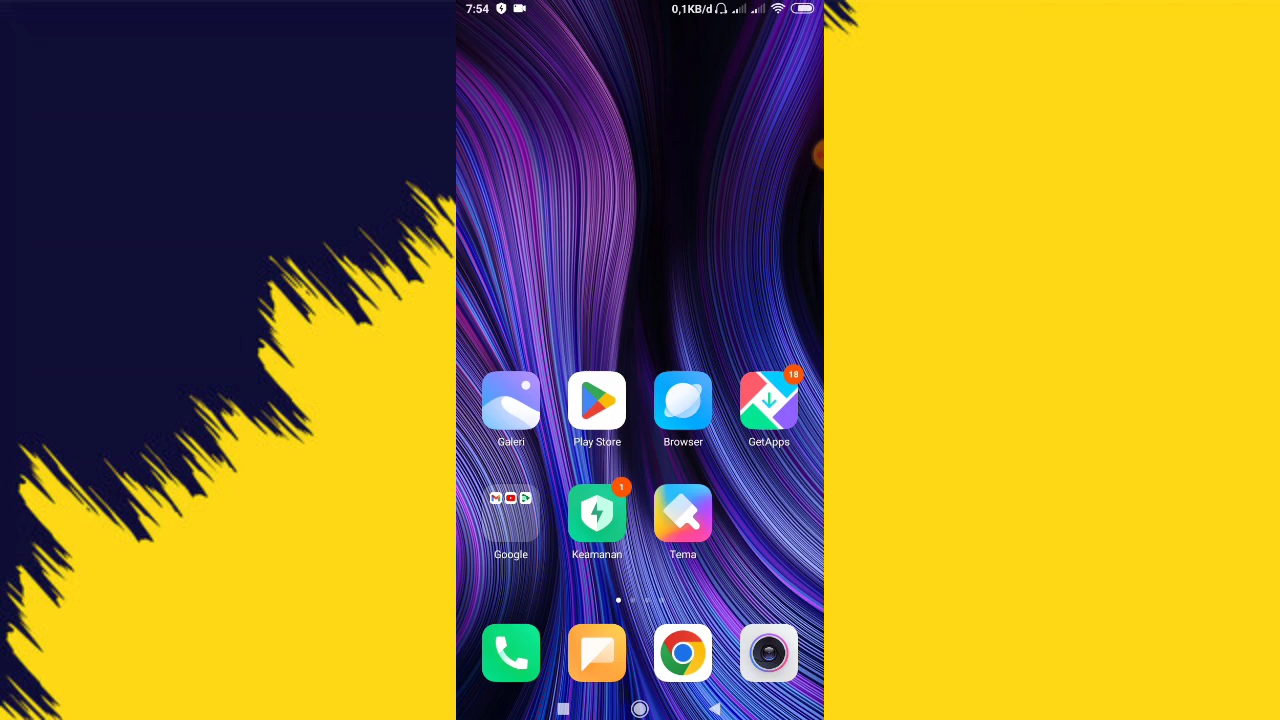 7:54 0,1KB/d
18
Galeri Play Store Browser GetApps
1
Google Keamanan Tema